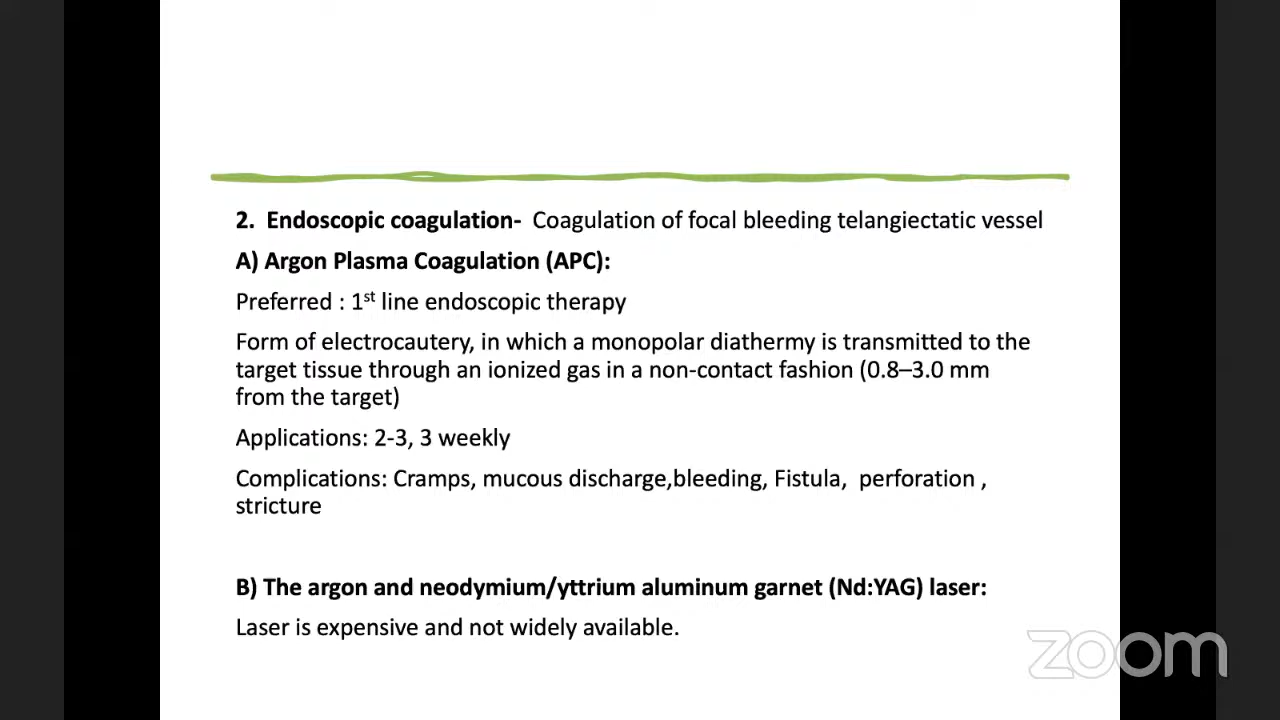 2. Endoscopic coagulation- Coagulation of focal bleeding telangiectatic vessel
A) Argon Plasma Coagulation (APC):
Preferred : 1st line endoscopic therapy
Form of electrocautery, in which a monopolar diathermy is transmitted to the
target tissue through an ionized gas in a non-contact fashion (0.8–3.0 mm
from the target)
Applications: 2-3, 3 weekly
Complications: Cramps, mucous discharge,bleeding, Fistula, perforation ,
stricture
B) The argon and neodymium/yttrium aluminum garnet (Nd:YAG) laser:
Laser is expensive and not widely available.
zoom